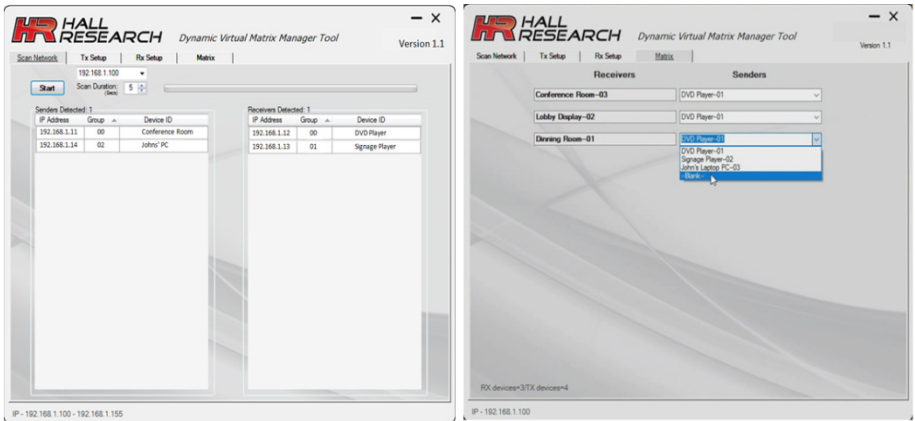 HR HALL RESEARCH Dynamic Virtual Matrix Manager Tool
Version 1.1
Scan Network Tx Setup Rx Setup Matrix
192.168.1.100
Start Scan Duration: 5
(Secs)
Senders Detected: 1
IP Address Group Device ID
192.168.1.11 00 Conference Room
192.168.1.14 02 Johns' PC
Receivers Detected: 1
IP Address Group Device ID
192.168.1.12 00 DVD Player
192.168.1.13 01 Signage Player
IP - 192.168.1.100 - 192.168.1.155
HR HALL RESEARCH Dynamic Virtual Matrix Manager Tool
Version 1.1
Scan Network Tx Setup Rx Setup Matrix
Receivers Senders
Conference Room--03 DVD Player--01
Lobby Display--02 DVD Player--01
Dinning Room--01 DVD Player--01
DVD Player--01
Signage Player--02
John's Laptop PC--03
--Blank--
RX devices=3/TX devices=4
IP - 192.168.1.100